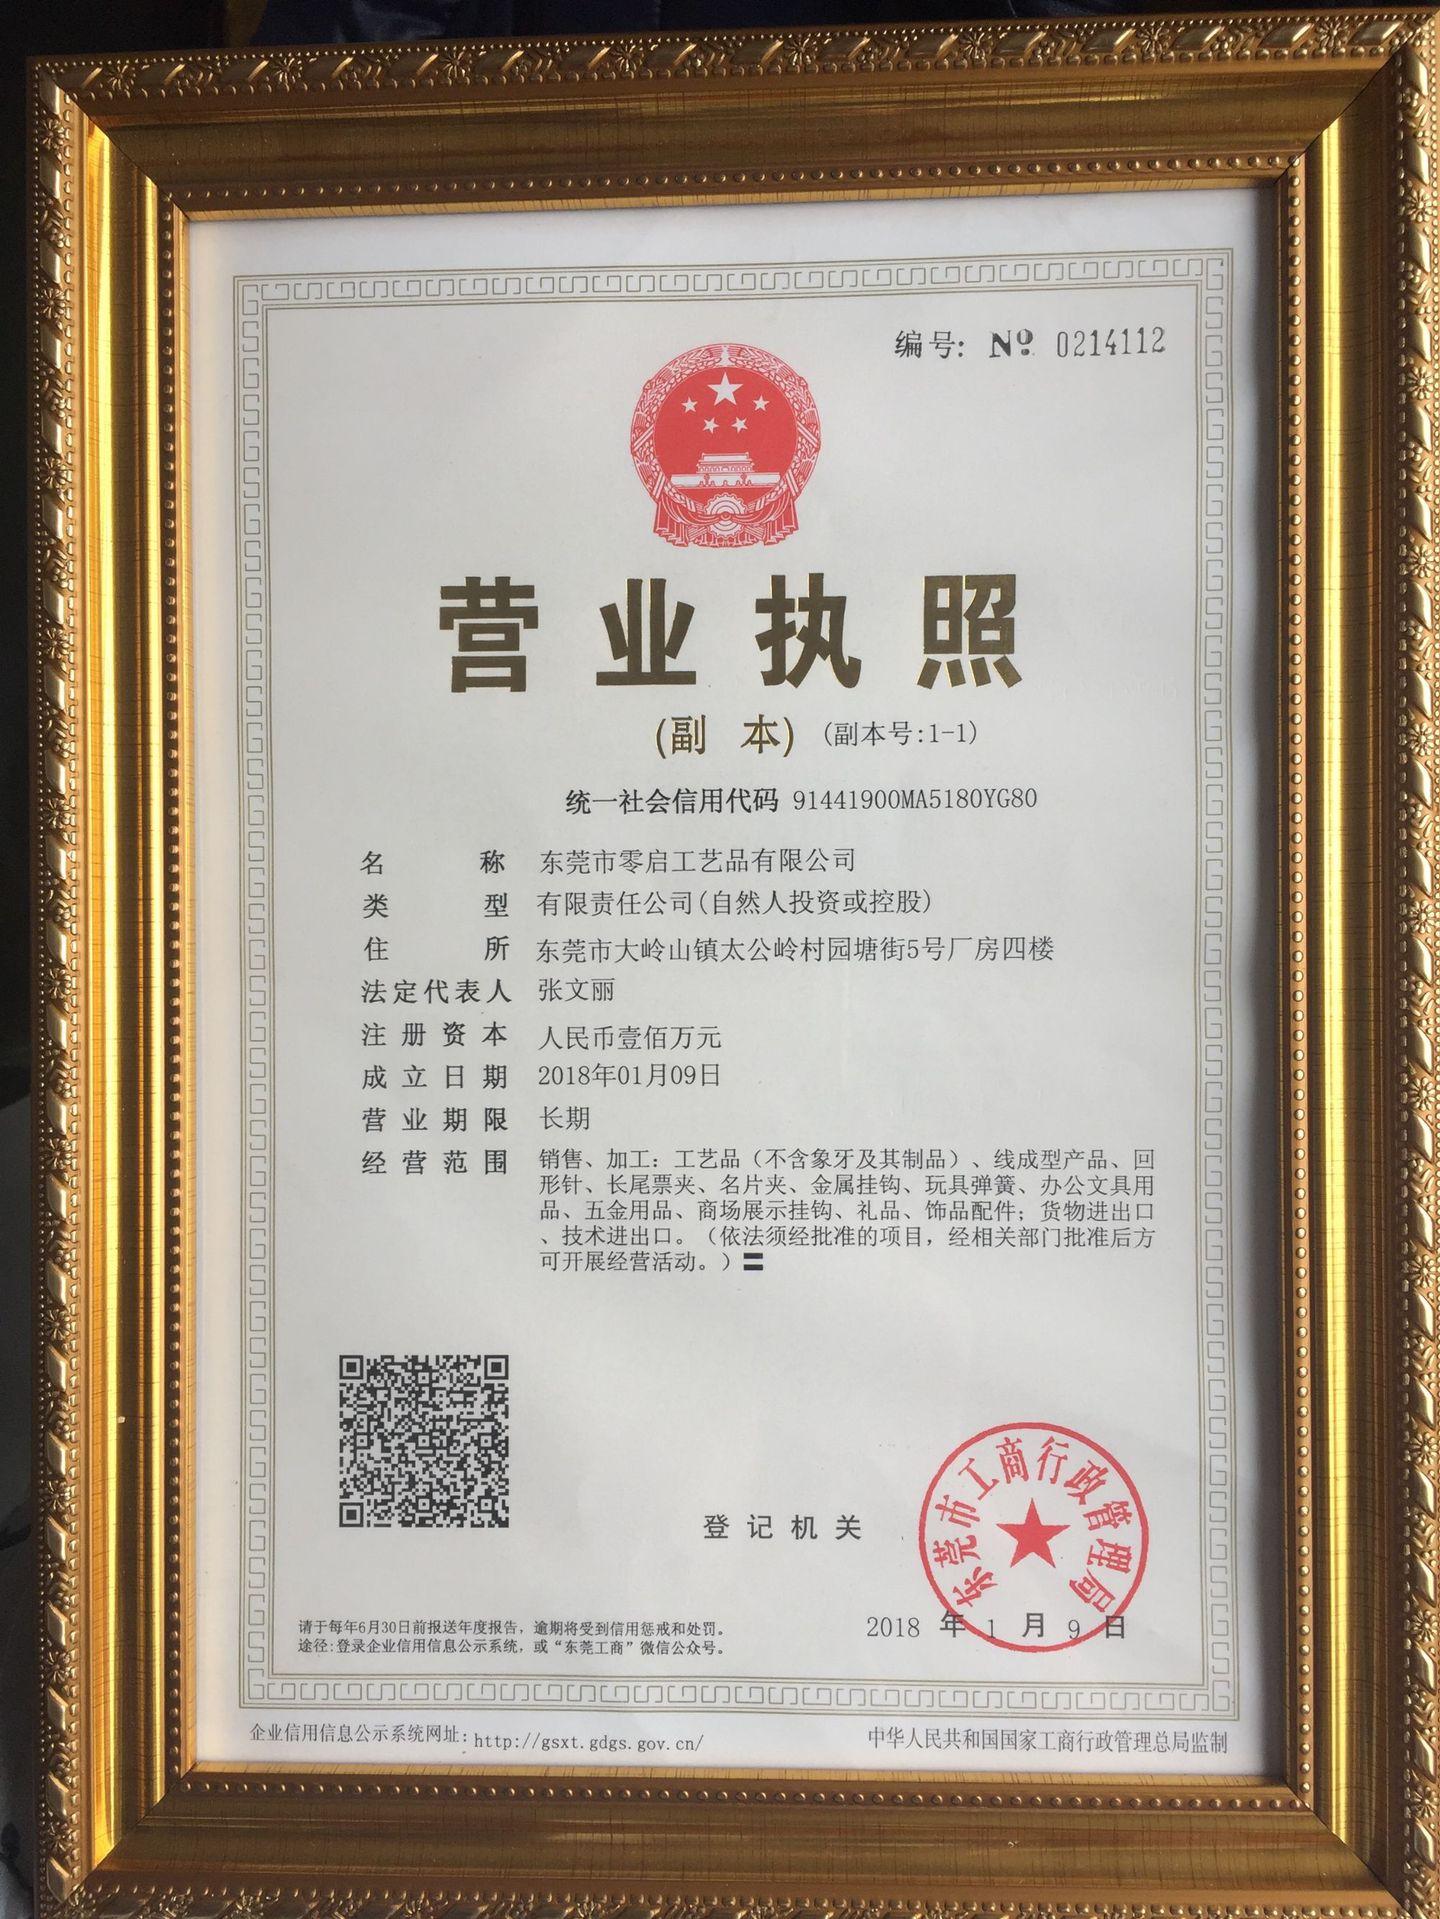 编号: Nº 0214112
营业执照
(副 本) (副本号:1-1)
统一社会信用代码 91441900MA5180YG80
名称 东莞市零启工艺品有限公司
类型 有限责任公司(自然人投资或控股)
住所 东莞市大岭山镇太公岭村园塘街5号厂房四楼
法定代表人 张文丽
注册资本 人民币壹佰万元
成立日期 2018年01月09日
营业期限 长期
经营范围 销售、加工：工艺品（不含象牙及其制品）、线成型产品、回
形针、长尾票夹、名片夹、金属挂钩、玩具弹簧、办公文具用
品、五金用品、商场展示挂钩、礼品、饰品配件；货物进出口
、技术进出口。（依法须经批准的项目，经相关部门批准后方
可开展经营活动。）〓
东莞市工商行政管理局
登记机关
2018 年 1 月 9 日
请于每年6月30日前报送年度报告，逾期将受到信用惩戒和处罚。
途径:登录企业信用信息公示系统，或“东莞工商”微信公众号。
企业信用信息公示系统网址: http://gsxt.gdgs.gov.cn/
中华人民共和国国家工商行政管理总局监制